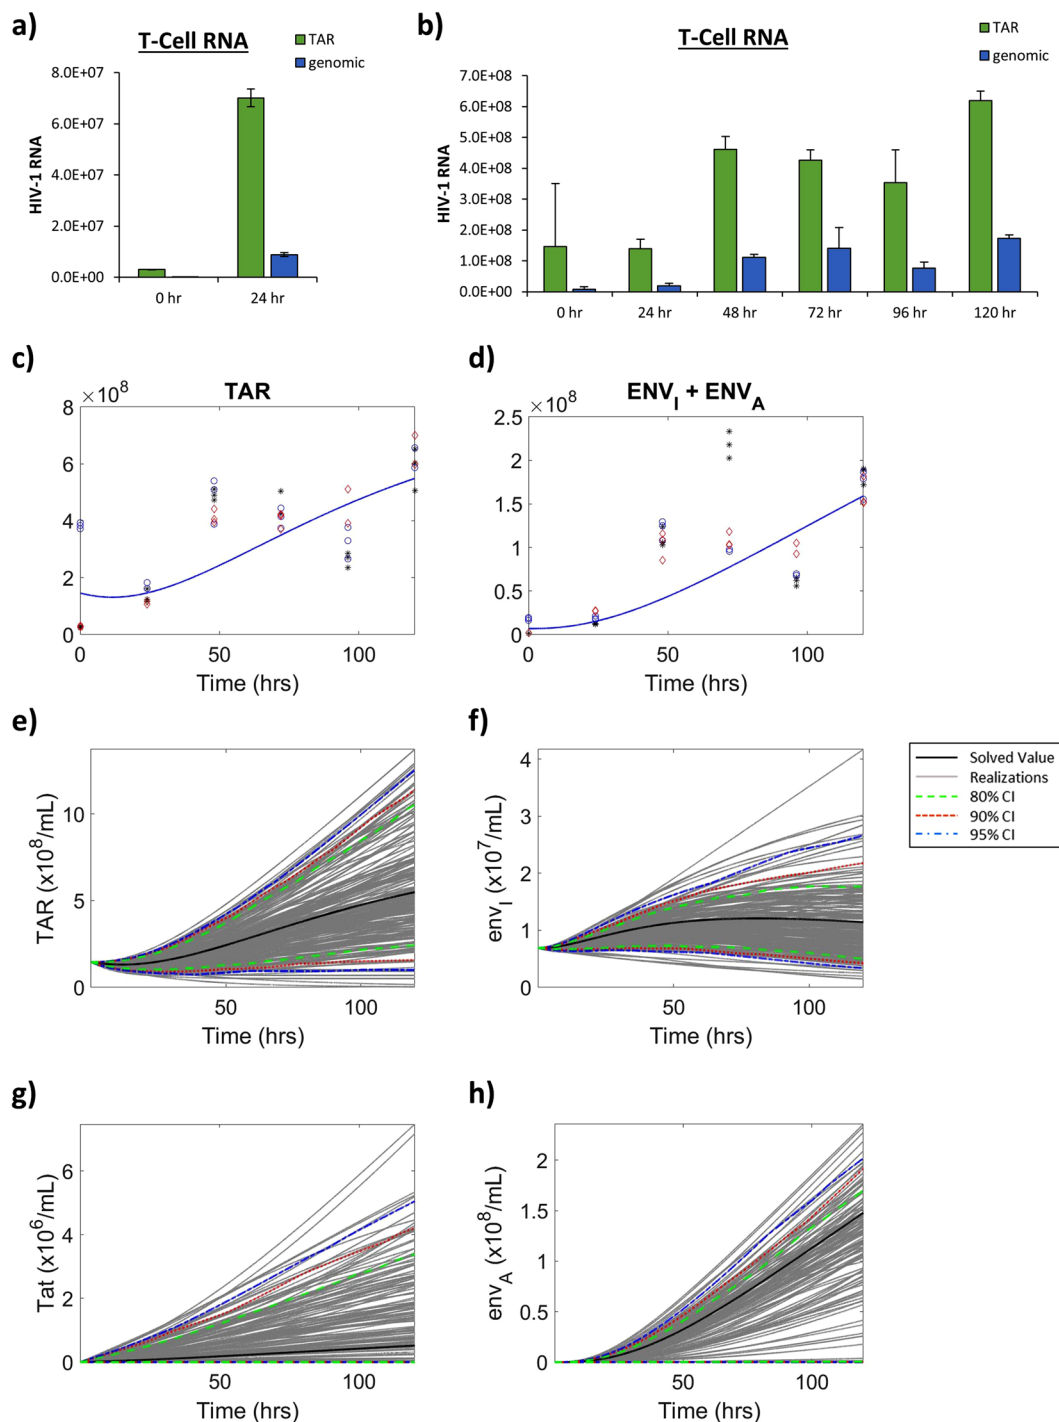 a)
T-Cell RNA
TAR
genomic
HIV-1 RNA
8.0E+07
6.0E+07
4.0E+07
2.0E+07
0.0E+00
0 hr
24 hr
b)
T-Cell RNA
TAR
genomic
HIV-1 RNA
7.0E+08
6.0E+08
5.0E+08
4.0E+08
3.0E+08
2.0E+08
1.0E+08
0.0E+00
0 hr
24 hr
48 hr
72 hr
96 hr
120 hr
c)
×10^8
TAR
8
6
4
2
0
0
50
100
Time (hrs)
d)
×10^8
ENV_I + ENV_A
2.5
2
1.5
1
0.5
0
0
50
100
Time (hrs)
e)
TAR (x10^8/mL)
10
5
0
50
100
Time (hrs)
f)
env_I (x10^7/mL)
4
3
2
1
0
50
100
Time (hrs)
Solved Value
Realizations
80% CI
90% CI
95% CI
g)
Tat (x10^6/mL)
6
4
2
0
0
50
100
Time (hrs)
h)
env_A (x10^8/mL)
2
1.5
1
0.5
0
50
100
Time (hrs)